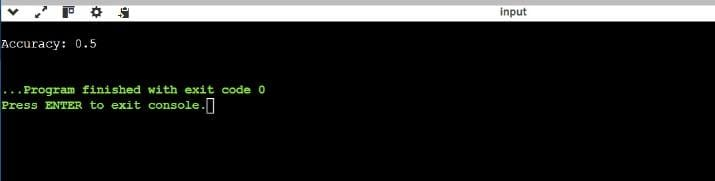 input
Accuracy: 0.5
...Program finished with exit code 0
Press ENTER to exit console.